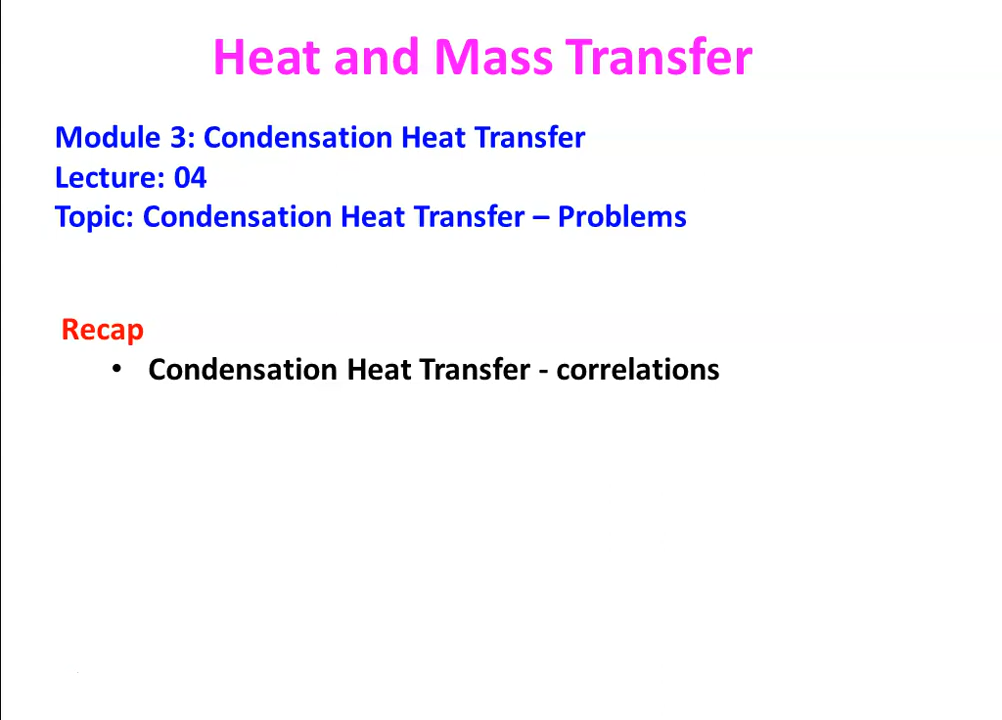 Heat and Mass Transfer
Module 3: Condensation Heat Transfer
Lecture: 04
Topic: Condensation Heat Transfer – Problems
Recap
• Condensation Heat Transfer - correlations